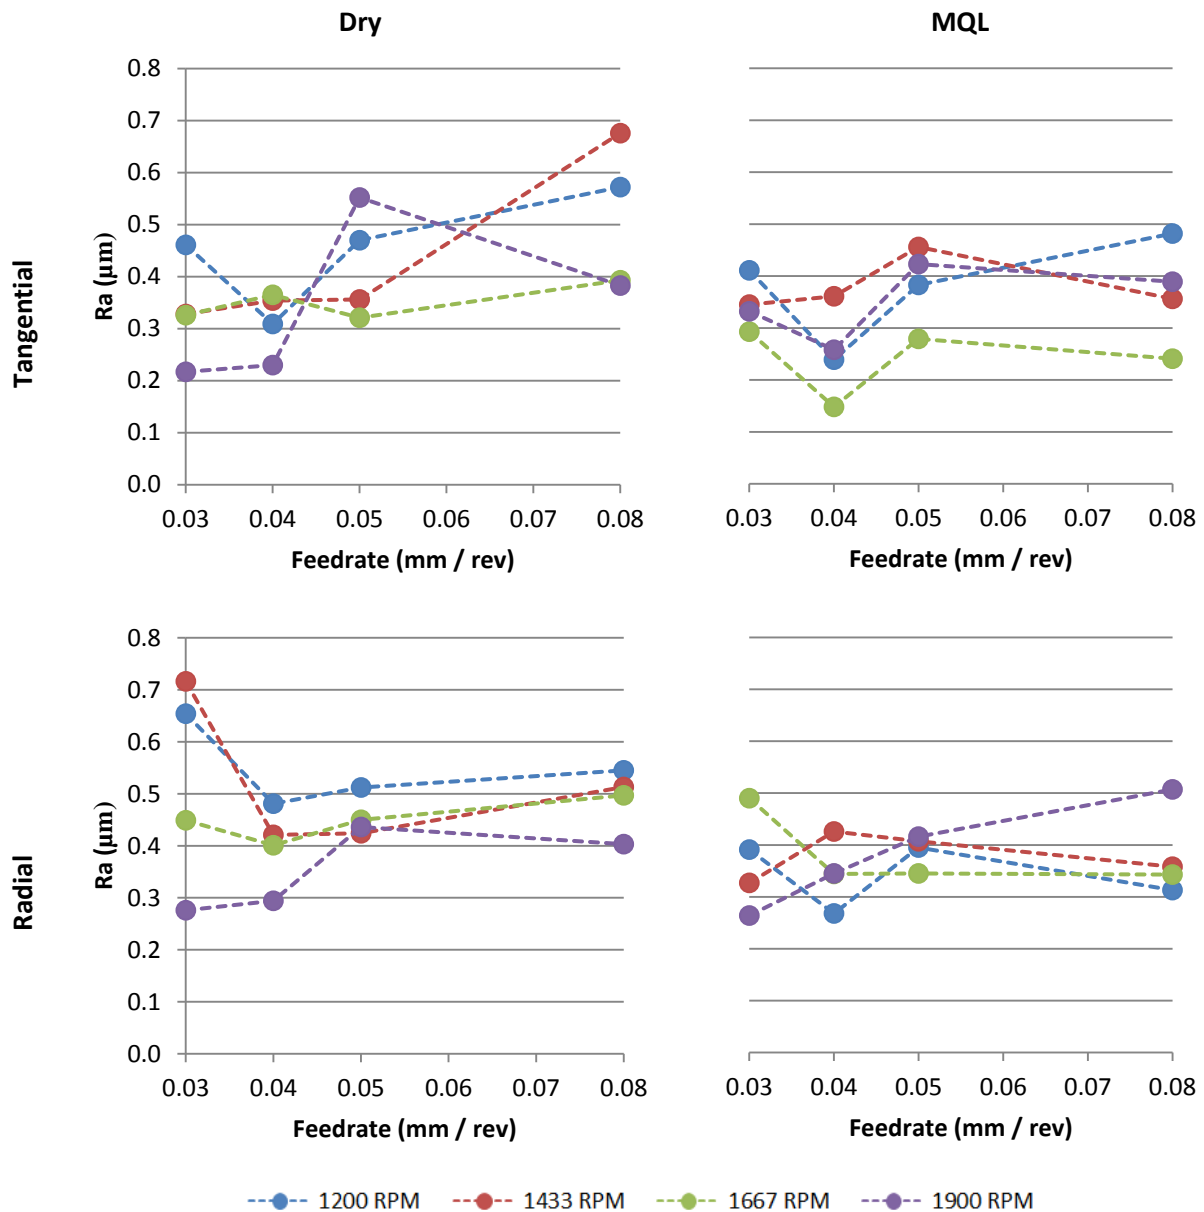 Dry
MQL
Tangential
Ra (μm)
0.8
0.7
0.6
0.5
0.4
0.3
0.2
0.1
0.0
0.03 0.04 0.05 0.06 0.07 0.08
Feedrate (mm / rev)
0.03 0.04 0.05 0.06 0.07 0.08
Feedrate (mm / rev)
Radial
Ra (μm)
0.8
0.7
0.6
0.5
0.4
0.3
0.2
0.1
0.0
0.03 0.04 0.05 0.06 0.07 0.08
Feedrate (mm / rev)
0.03 0.04 0.05 0.06 0.07 0.08
Feedrate (mm / rev)
1200 RPM 1433 RPM 1667 RPM 1900 RPM